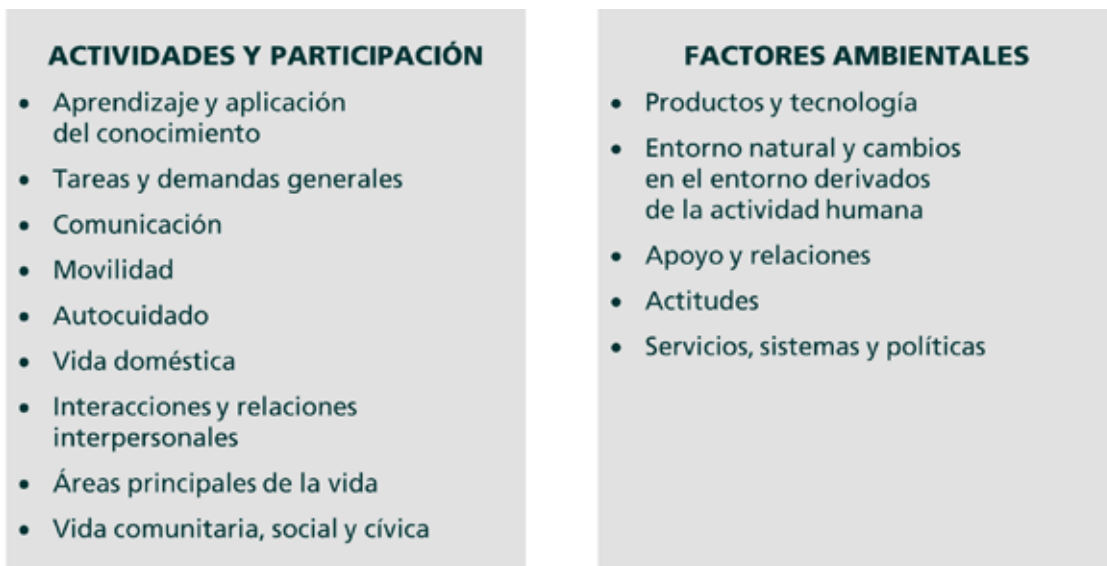 ACTIVIDADES Y PARTICIPACIÓN
• Aprendizaje y aplicación
del conocimiento
• Tareas y demandas generales
• Comunicación
• Movilidad
• Autocuidado
• Vida doméstica
• Interacciones y relaciones
interpersonales
• Áreas principales de la vida
• Vida comunitaria, social y cívica
FACTORES AMBIENTALES
• Productos y tecnología
• Entorno natural y cambios
en el entorno derivados
de la actividad humana
• Apoyo y relaciones
• Actitudes
• Servicios, sistemas y políticas